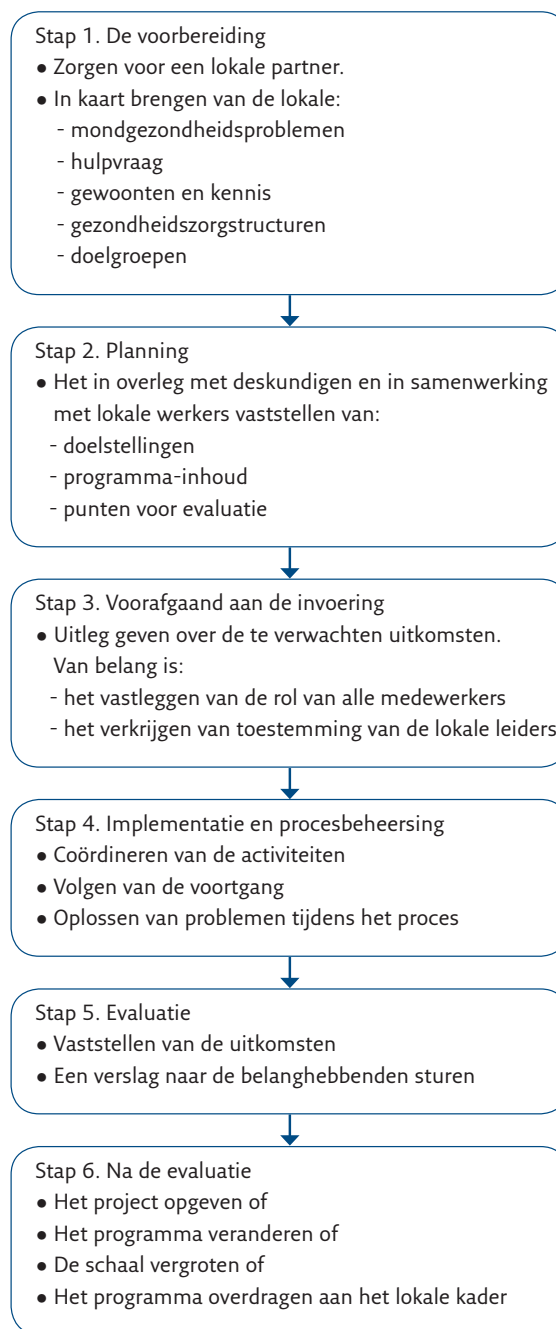 Stap 1. De voorbereiding
• Zorgen voor een lokale partner.
• In kaart brengen van de lokale:
- mondgezondheidsproblemen
- hulpvraag
- gewoonten en kennis
- gezondheidszorgstructuren
- doelgroepen
Stap 2. Planning
• Het in overleg met deskundigen en in samenwerking
met lokale werkers vaststellen van:
- doelstellingen
- programma-inhoud
- punten voor evaluatie
Stap 3. Voorafgaand aan de invoering
• Uitleg geven over de te verwachten uitkomsten.
Van belang is:
- het vastleggen van de rol van alle medewerkers
- het verkrijgen van toestemming van de lokale leiders
Stap 4. Implementatie en procesbeheersing
• Coördineren van de activiteiten
• Volgen van de voortgang
• Oplossen van problemen tijdens het proces
Stap 5. Evaluatie
• Vaststellen van de uitkomsten
• Een verslag naar de belanghebbenden sturen
Stap 6. Na de evaluatie
• Het project opgeven of
• Het programma veranderen of
• De schaal vergroten of
• Het programma overdragen aan het lokale kader